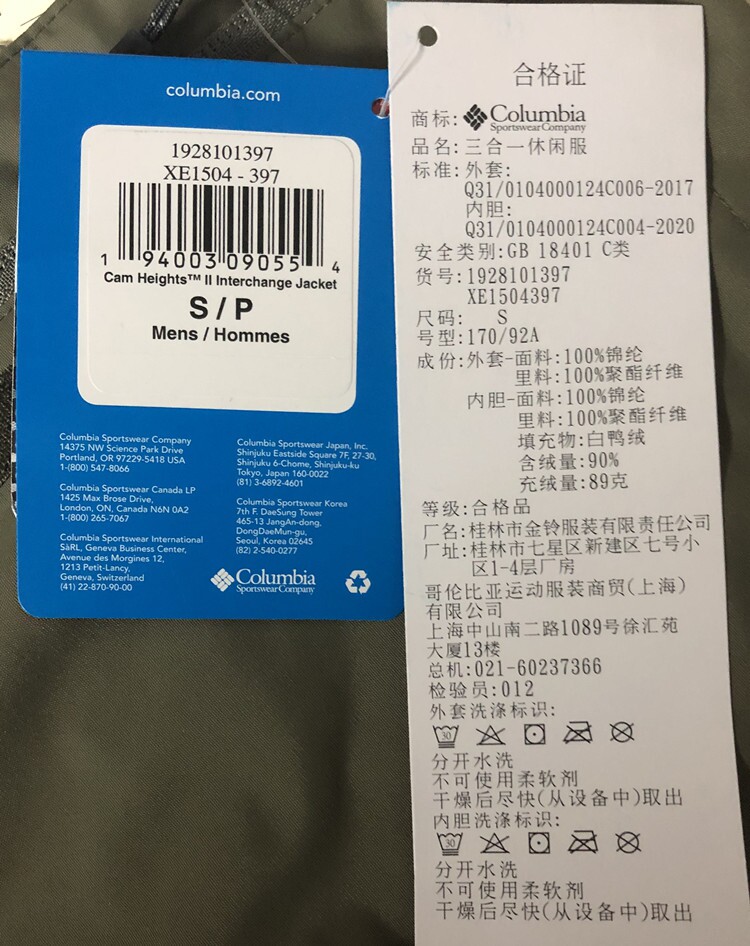 columbia.com
1928101397
XE1504 - 397
1 94003 09055 4
Cam Heights™ II Interchange Jacket
S / P
Mens / Hommes
Columbia Sportswear Company
14375 NW Science Park Drive
Portland, OR 97229-5418 USA
1-(800) 547-8066
Columbia Sportswear Canada LP
1425 Max Brose Drive,
London, ON, Canada N6N 0A2
1-(800) 265-7067
Columbia Sportswear International
SàRL, Geneva Business Center,
Avenue des Morgines 12,
1213 Petit-Lancy,
Geneva, Switzerland
(41) 22-870-90-00
Columbia Sportswear Japan, Inc.
Shinjuku Eastside Square 7F, 27-30,
Shinjuku 6-Chome, Shinjuku-ku
Tokyo, Japan 160-0022
(81) 3-6892-4601
Columbia Sportswear Korea
7th F. DaeSung Tower
465-13 JangAn-dong,
DongDaeMun-gu,
Seoul, Korea 02645
(82) 2-540-0277
Columbia
Sportswear Company
合格证
商标: Columbia
Sportswear Company
品名:三合一休闲服
标准:外套:
Q31/0104000124C006-2017
内胆:
Q31/0104000124C004-2020
安全类别:GB 18401 C类
货号:1928101397
XE1504397
尺码: S
号型:170/92A
成份:外套-面料:100%锦纶
里料:100%聚酯纤维
内胆-面料:100%锦纶
里料:100%聚酯纤维
填充物:白鸭绒
含绒量:90%
充绒量:89克
等级:合格品
厂名:桂林市金铃服装有限责任公司
厂址:桂林市七星区新建区七号小
区1-4层厂房
哥伦比亚运动服装商贸(上海)
有限公司
上海中山南二路1089号徐汇苑
大厦13楼
总机:021-60237366
检验员:012
外套洗涤标识:
30
分开水洗
不可使用柔软剂
干燥后尽快(从设备中)取出
内胆洗涤标识:
30
分开水洗
不可使用柔软剂
干燥后尽快(从设备中)取出